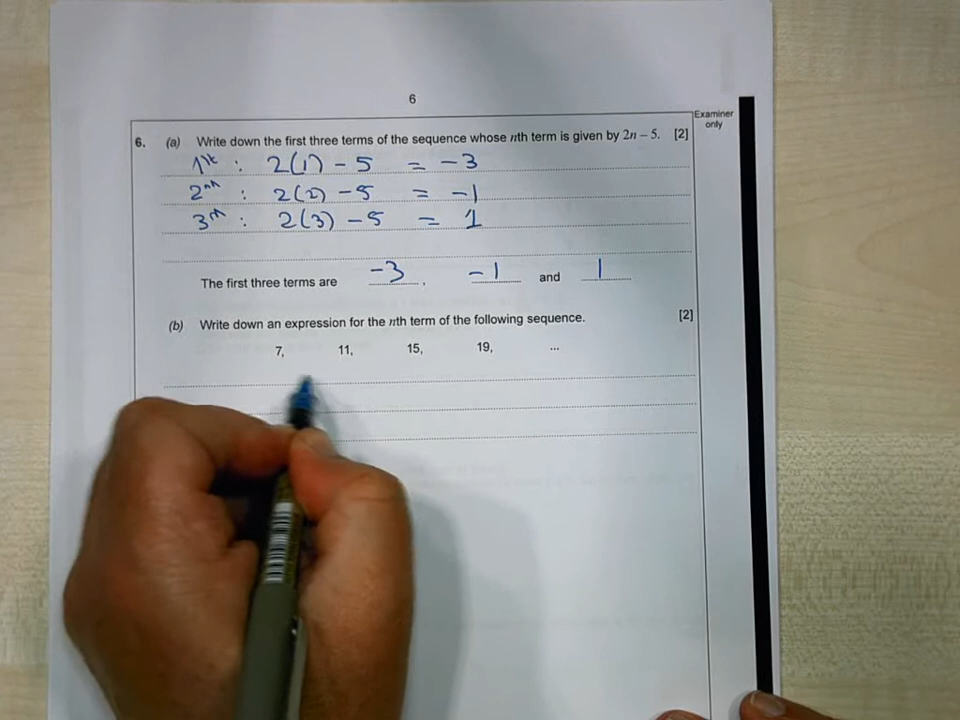 6
Examiner only
6. (a) Write down the first three terms of the sequence whose nth term is given by 2n – 5. [2]
1st : 2(1) - 5 = -3
2nd : 2(2) - 5 = -1
3rd : 2(3) - 5 = 1
The first three terms are -3, -1 and 1
(b) Write down an expression for the nth term of the following sequence. [2]
7, 11, 15, 19, ...